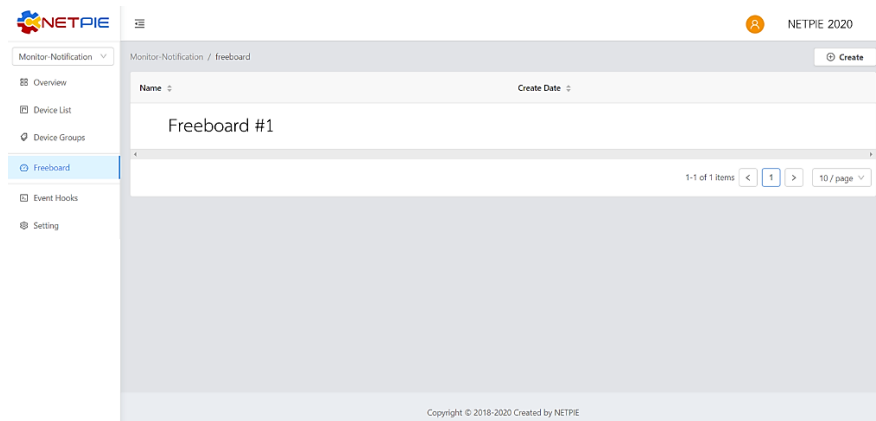 NETPIE
NETPIE 2020
Monitor-Notification
Monitor-Notification / freeboard
Create
Overview
Device List
Device Groups
Freeboard
Event Hooks
Setting
Name
Create Date
Freeboard #1
1-1 of 1 items < 1 > 10 / page
Copyright © 2018-2020 Created by NETPIE